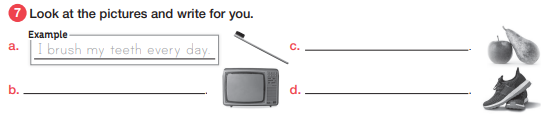 7 Look at the pictures and write for you.
Example
a. I brush my teeth every day.
b. .
c. .
d. .